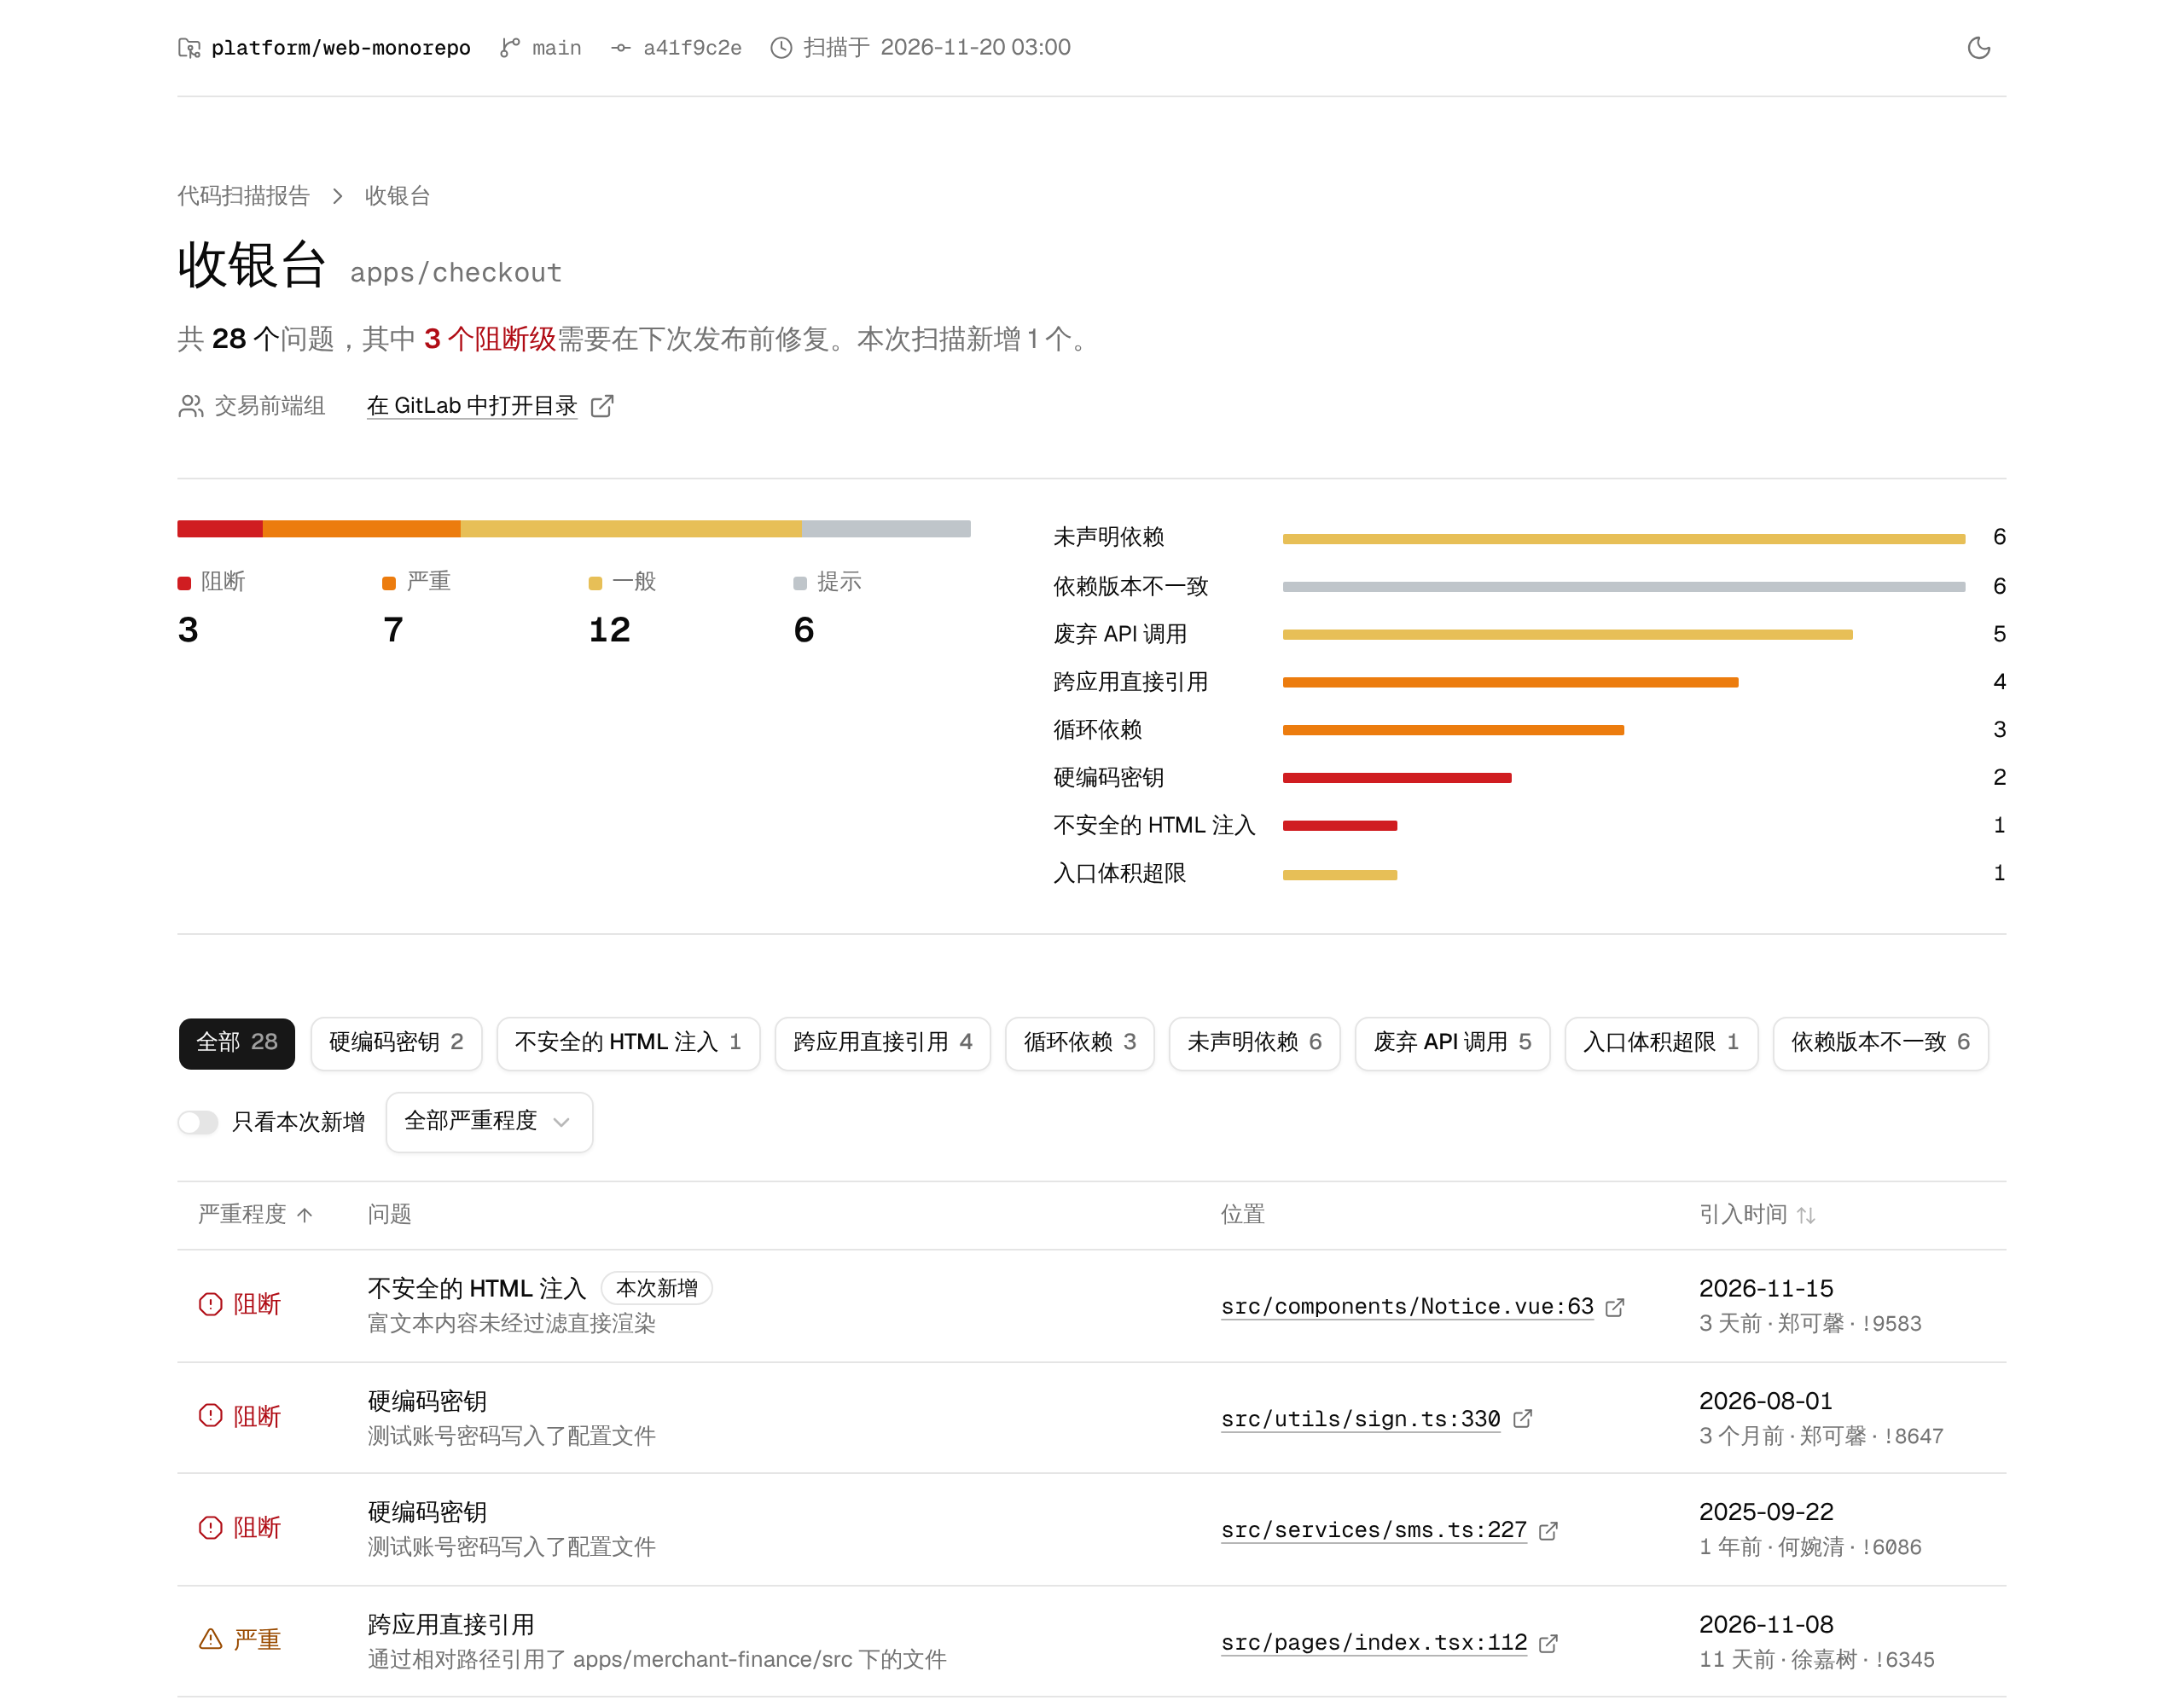 platform/web-monorepo main a41f9c2e 扫描于 2026-11-20 03:00
代码扫描报告 收银台
收银台 apps/checkout
共 28 个问题，其中 3 个阻断级需要在下次发布前修复。本次扫描新增 1 个。
交易前端组 在 GitLab 中打开目录
阻断 严重 一般 提示
3 7 12 6
未声明依赖 6
依赖版本不一致 6
废弃 API 调用 5
跨应用直接引用 4
循环依赖 3
硬编码密钥 2
不安全的 HTML 注入 1
入口体积超限 1
全部 28 硬编码密钥 2 不安全的 HTML 注入 1 跨应用直接引用 4 循环依赖 3 未声明依赖 6 废弃 API 调用 5 入口体积超限 1 依赖版本不一致 6
只看本次新增 全部严重程度
严重程度 问题 位置 引入时间
阻断 不安全的 HTML 注入 本次新增 src/components/Notice.vue:63 2026-11-15
富文本内容未经过滤直接渲染 3 天前 · 郑可馨 · !9583
阻断 硬编码密钥 src/utils/sign.ts:330 2026-08-01
测试账号密码写入了配置文件 3 个月前 · 郑可馨 · !8647
阻断 硬编码密钥 src/services/sms.ts:227 2025-09-22
测试账号密码写入了配置文件 1 年前 · 何婉清 · !6086
严重 跨应用直接引用 src/pages/index.tsx:112 2026-11-08
通过相对路径引用了 apps/merchant-finance/src 下的文件 11 天前 · 徐嘉树 · !6345